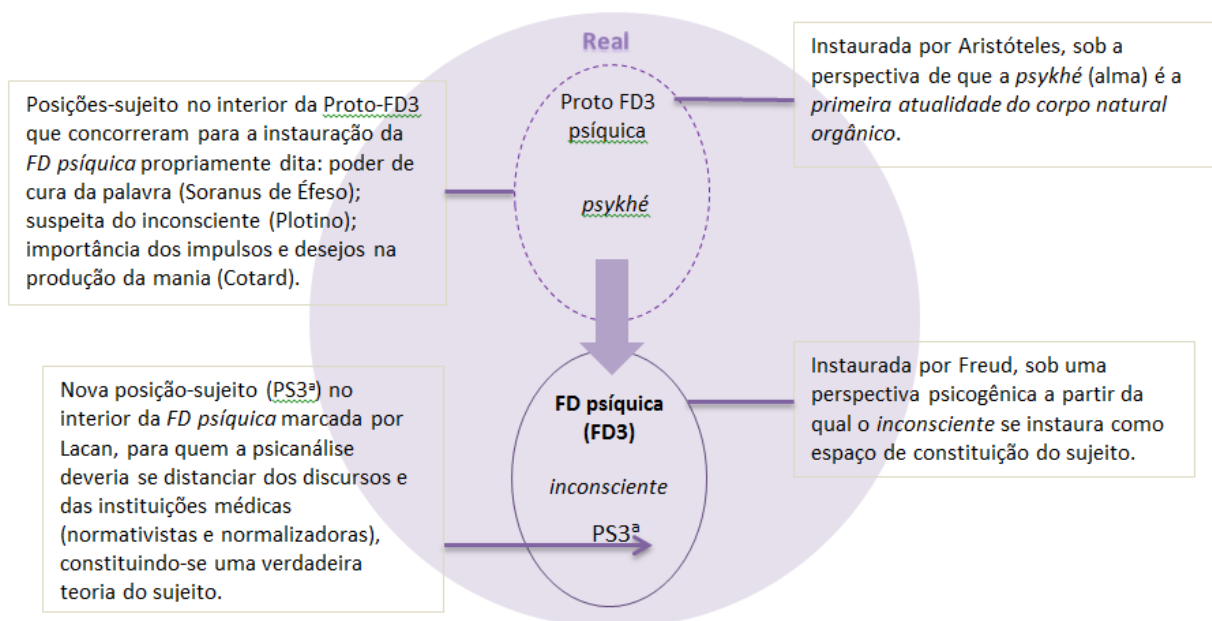 Real
Instaurada por Aristóteles, sob a
perspectiva de que a psykhé (alma) é a
primeira atualidade do corpo natural
orgânico.
Posições-sujeito no interior da Proto-FD3
que concorreram para a instauração da
FD psíquica propriamente dita: poder de
cura da palavra (Soranus de Éfeso);
suspeita do inconsciente (Plotino);
importância dos impulsos e desejos na
produção da mania (Cotard).
Proto FD3
psíquica
psykhé
Nova posição-sujeito (PS3ª) no
interior da FD psíquica marcada por
Lacan, para quem a psicanálise
deveria se distanciar dos discursos e
das instituições médicas
(normativistas e normalizadoras),
constituindo-se uma verdadeira
teoria do sujeito.
FD psíquica
(FD3)
inconsciente
PS3ª
Instaurada por Freud, sob uma
perspectiva psicogênica a partir da
qual o inconsciente se instaura como
espaço de constituição do sujeito.